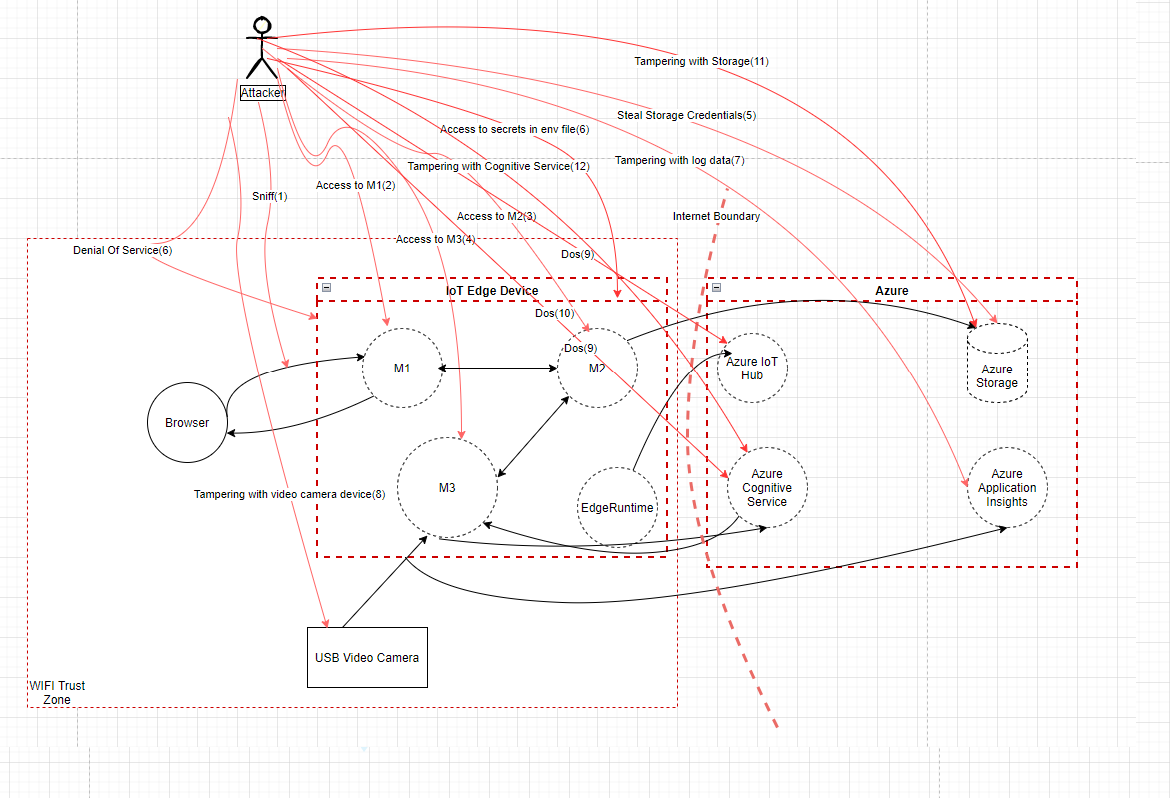 Attacker
Tampering with Storage(11)
Steal Storage Credentials(5)
Access to secrets in env file(6)
Tampering with log data(7)
Tampering with Cognitive Service(12)
Access to M1(2)
Sniff(1)
Access to M2(3)
Internet Boundary
Access to M3(4)
Denial Of Service(6)
Dos(9)
IoT Edge Device
Azure
Dos(10)
Dos(9)
M1
M2
Azure IoT
Hub
Azure
Storage
Browser
Tampering with video camera device(8)
M3
EdgeRuntime
Azure
Cognitive
Service
Azure
Application
Insights
USB Video Camera
WIFI Trust
Zone